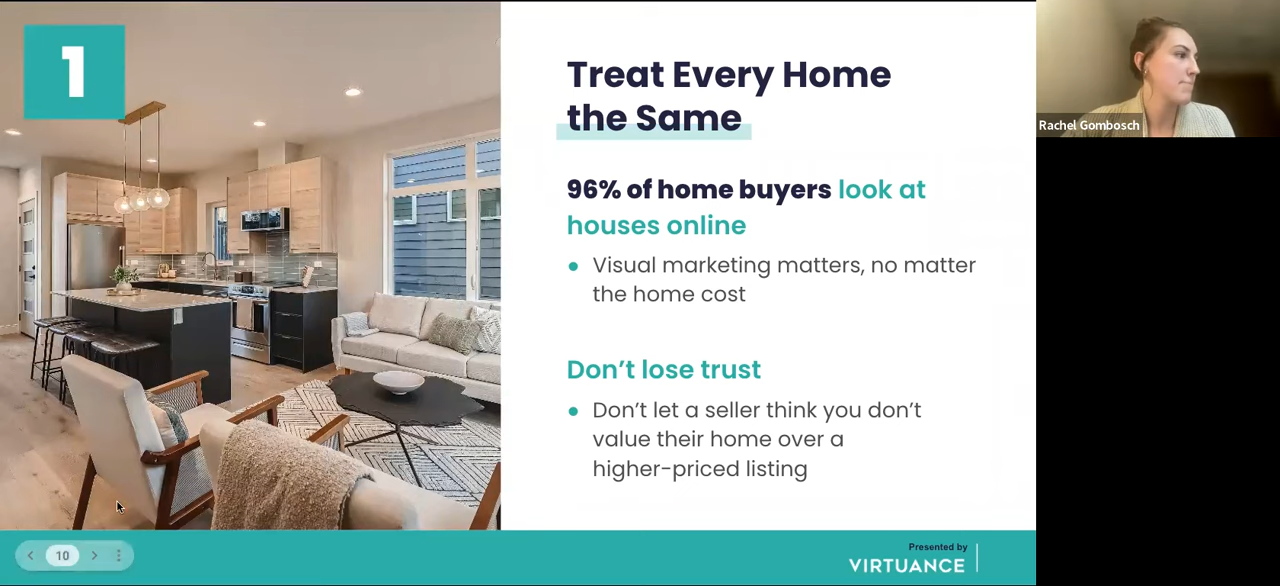 1
Treat Every Home
the Same
96% of home buyers look at
houses online
● Visual marketing matters, no matter
the home cost
Don’t lose trust
● Don’t let a seller think you don’t
value their home over a
higher-priced listing
10
Presented by
VIRTUANCE
Rachel Gombosch